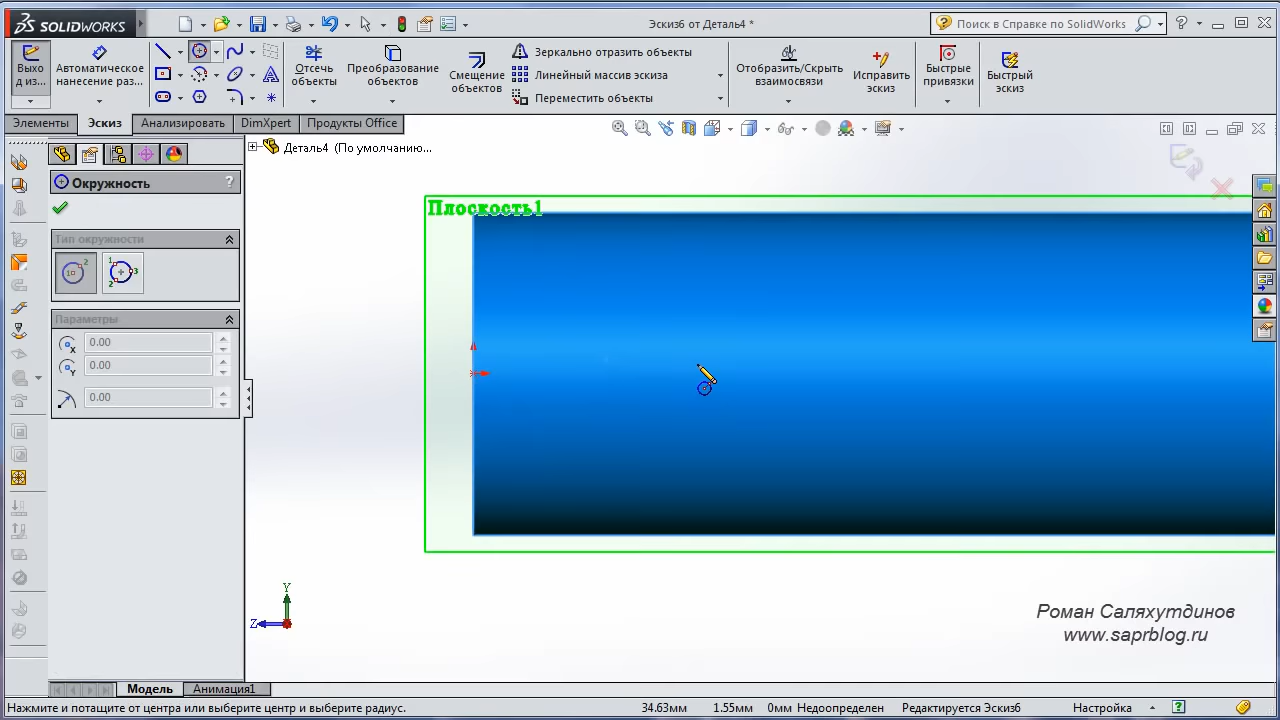 SOLIDWORKS
Эскиз6 от Деталь4 *
Поиск в Справке по SolidWorks
?
Выхо
д из...
Автоматическое
нанесение раз...
Отсечь
объекты
Преобразование
объектов
Смещение
объектов
Зеркально отразить объекты
Линейный массив эскиза
Переместить объекты
Отобразить/Скрыть
взаимосвязи
Исправить
эскиз
Быстрые
привязки
Быстрый
эскиз
Элементы
Эскиз
Анализировать
DimXpert
Продукты Office
Деталь4 (По умолчанию...
Окружность
?
Тип окружности
Параметры
X 0.00
Y 0.00
0.00
Плоскость1
Y
Z
Роман Саляхутдинов
www.saprblog.ru
Модель
Анимация1
Нажмите и потащите от центра или выберите центр и выберите радиус.
34.63мм
1.55мм
0мм
Недоопределен
Редактируется Эскиз6
Настройка
?